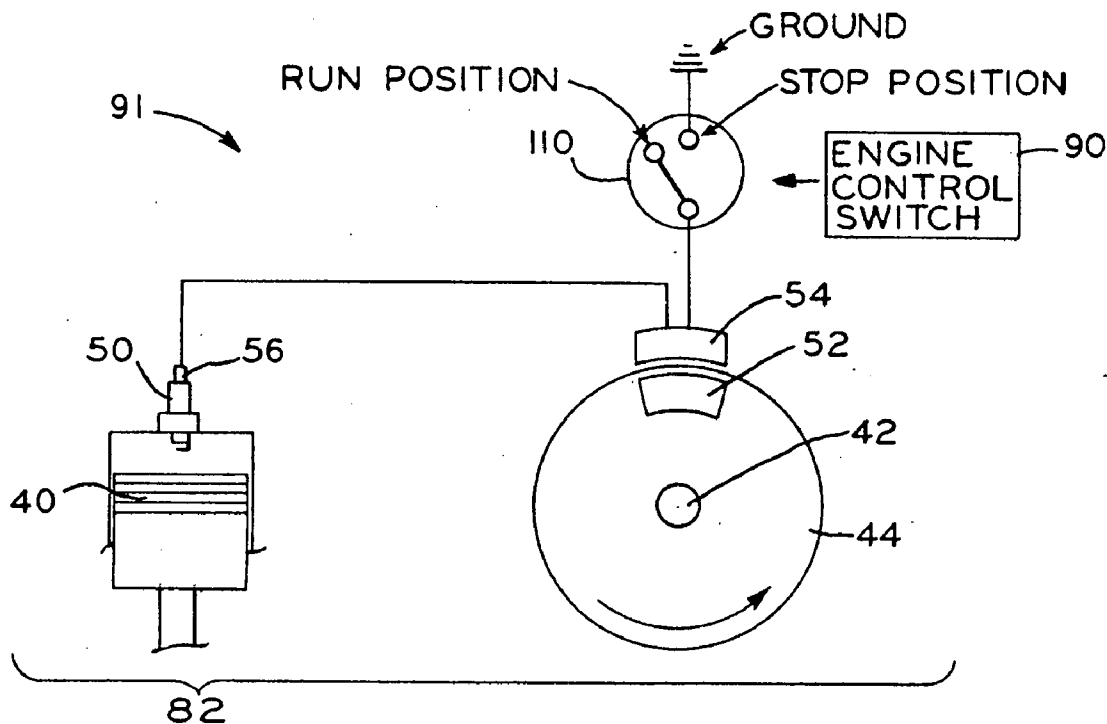 GROUND
RUN POSITION
STOP POSITION
91
110
ENGINE
CONTROL
SWITCH
90
54
50
56
52
42
40
44
82